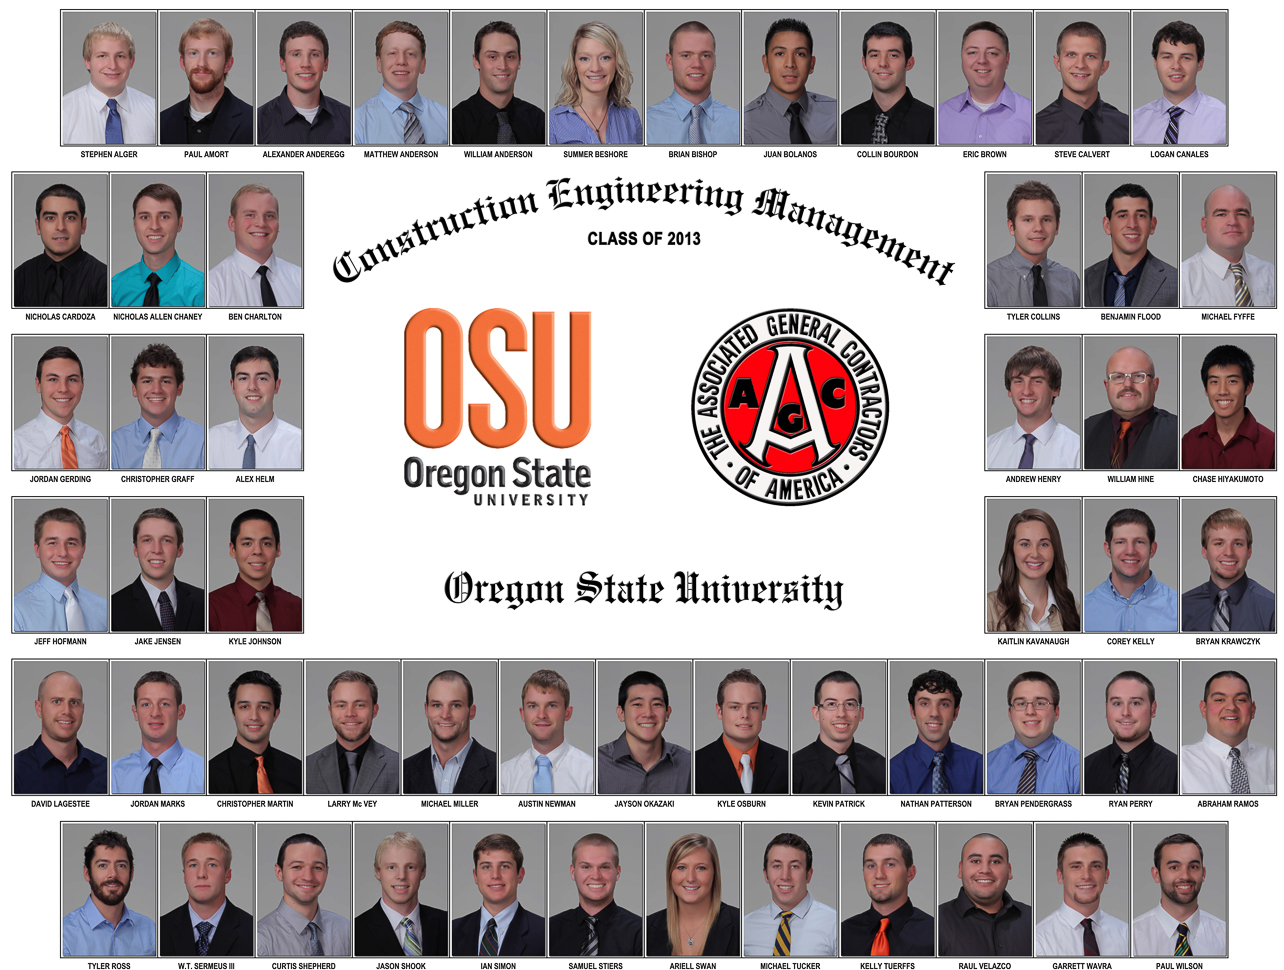 STEPHEN ALGER
PAUL AMORT
ALEXANDER ANDEREGG
MATTHEW ANDERSON
WILLIAM ANDERSON
SUMMER BESHORE
BRIAN BISHOP
JUAN BOLANOS
COLLIN BOURDON
ERIC BROWN
STEVE CALVERT
LOGAN CANALES
Construction Engineering Management
CLASS OF 2013
NICHOLAS CARDOZA
NICHOLAS ALLEN CHANEY
BEN CHARLTON
TYLER COLLINS
BENJAMIN FLOOD
MICHAEL FYFFE
OSU
Oregon State
UNIVERSITY
THE ASSOCIATED GENERAL CONTRACTORS
· OF AMERICA ·
AGC
JORDAN GERDING
CHRISTOPHER GRAFF
ALEX HELM
ANDREW HENRY
WILLIAM HINE
CHASE HIYAKUMOTO
Oregon State University
JEFF HOFMANN
JAKE JENSEN
KYLE JOHNSON
KAITLIN KAVANAUGH
COREY KELLY
BRYAN KRAWCZYK
DAVID LAGESTEE
JORDAN MARKS
CHRISTOPHER MARTIN
LARRY Mc VEY
MICHAEL MILLER
AUSTIN NEWMAN
JAYSON OKAZAKI
KYLE OSBURN
KEVIN PATRICK
NATHAN PATTERSON
BRYAN PENDERGRASS
RYAN PERRY
ABRAHAM RAMOS
TYLER ROSS
W.T. SERMEUS III
CURTIS SHEPHERD
JASON SHOOK
IAN SIMON
SAMUEL STIERS
ARIELL SWAN
MICHAEL TUCKER
KELLY TUERFFS
RAUL VELAZCO
GARRETT WAVRA
PAUL WILSON